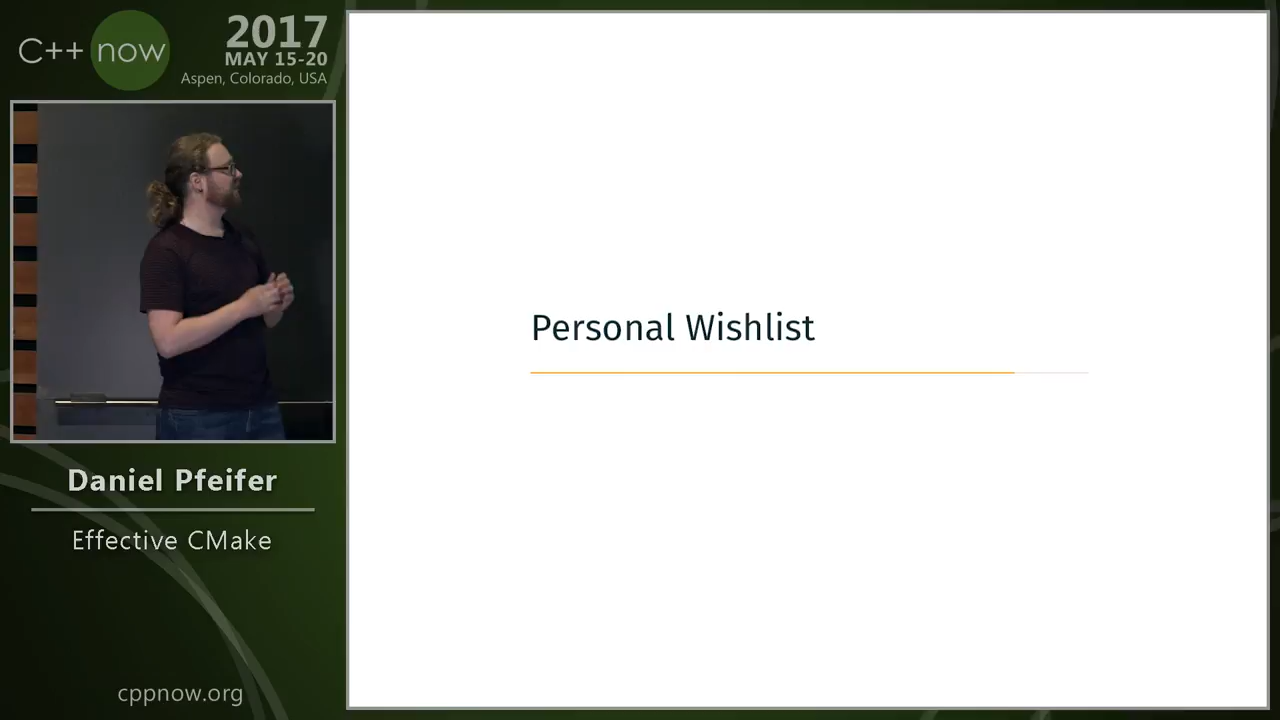 C++ now
2017
MAY 15-20
Aspen, Colorado, USA
Personal Wishlist
Daniel Pfeifer
Effective CMake
cppnow.org